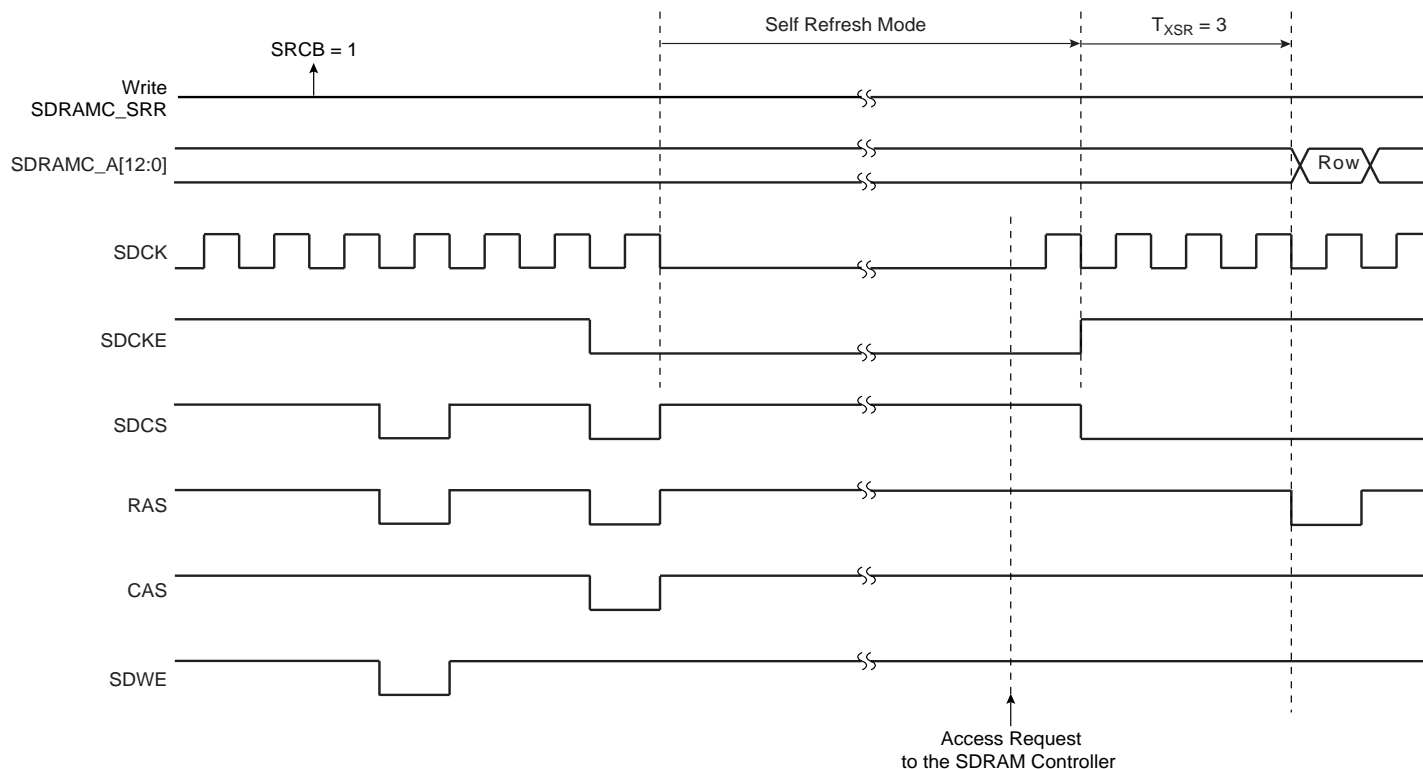 Self Refresh Mode
TXSR = 3
SRCB = 1
Write
SDRAMC_SRR
SDRAMC_A[12:0]
Row
SDCK
SDCKE
SDCS
RAS
CAS
SDWE
Access Request
to the SDRAM Controller